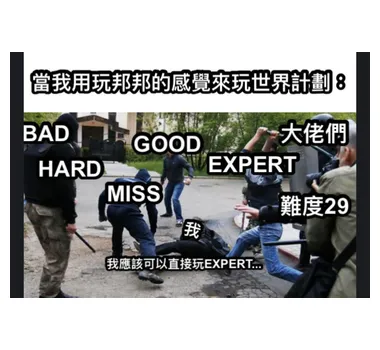 當我用玩邦邦的感覺來玩世界計劃：
BAD
GOOD
大佬們
HARD
EXPERT
MISS
難度29
我
我應該可以直接玩EXPERT...